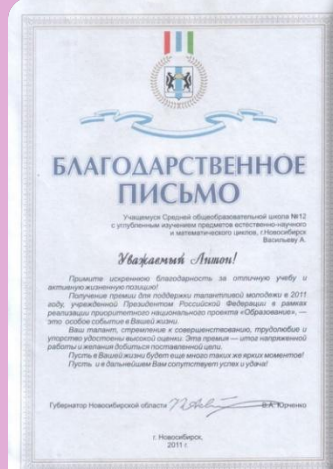 БЛАГОДАРСТВЕННОЕ
ПИСЬМО
Учащемуся Средней общеобразовательной школа №12
с углубленным изучением предметов естественно-научного
и математического циклов, г.Новосибирск
Васильеву А.
Уважаемый Антон!
Примите искреннюю благодарность за отличную учебу и
активную жизненную позицию!
Получение премии для поддержки талантливой молодежи в 2011
году, учрежденной Президентом Российской Федерации в рамках
реализации приоритетного национального проекта «Образование», —
это особое событие в Вашей жизни.
Ваш талант, стремление к совершенствованию, трудолюбие и
упорство удостоены высокой оценки. Эта премия — итог напряженной
работы и желания добиться поставленной цели.
Пусть в Вашей жизни будет еще много таких же ярких моментов!
Пусть и в дальнейшем Вам сопутствует успех и удача!
Губернатор Новосибирской области В.А. Юрченко
г. Новосибирск,
2011 г.